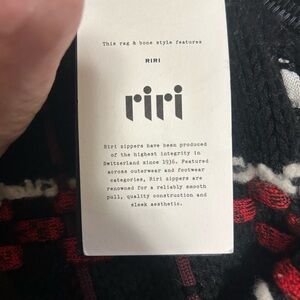 This rag & bone style features
RIRI
riri
Riri zippers have been produced
of the highest integrity in
Switzerland since 1936. Featured
across outerwear and footwear
categories, Riri zippers are
renowned for a reliably smooth
pull, quality construction and
sleek aesthetic.